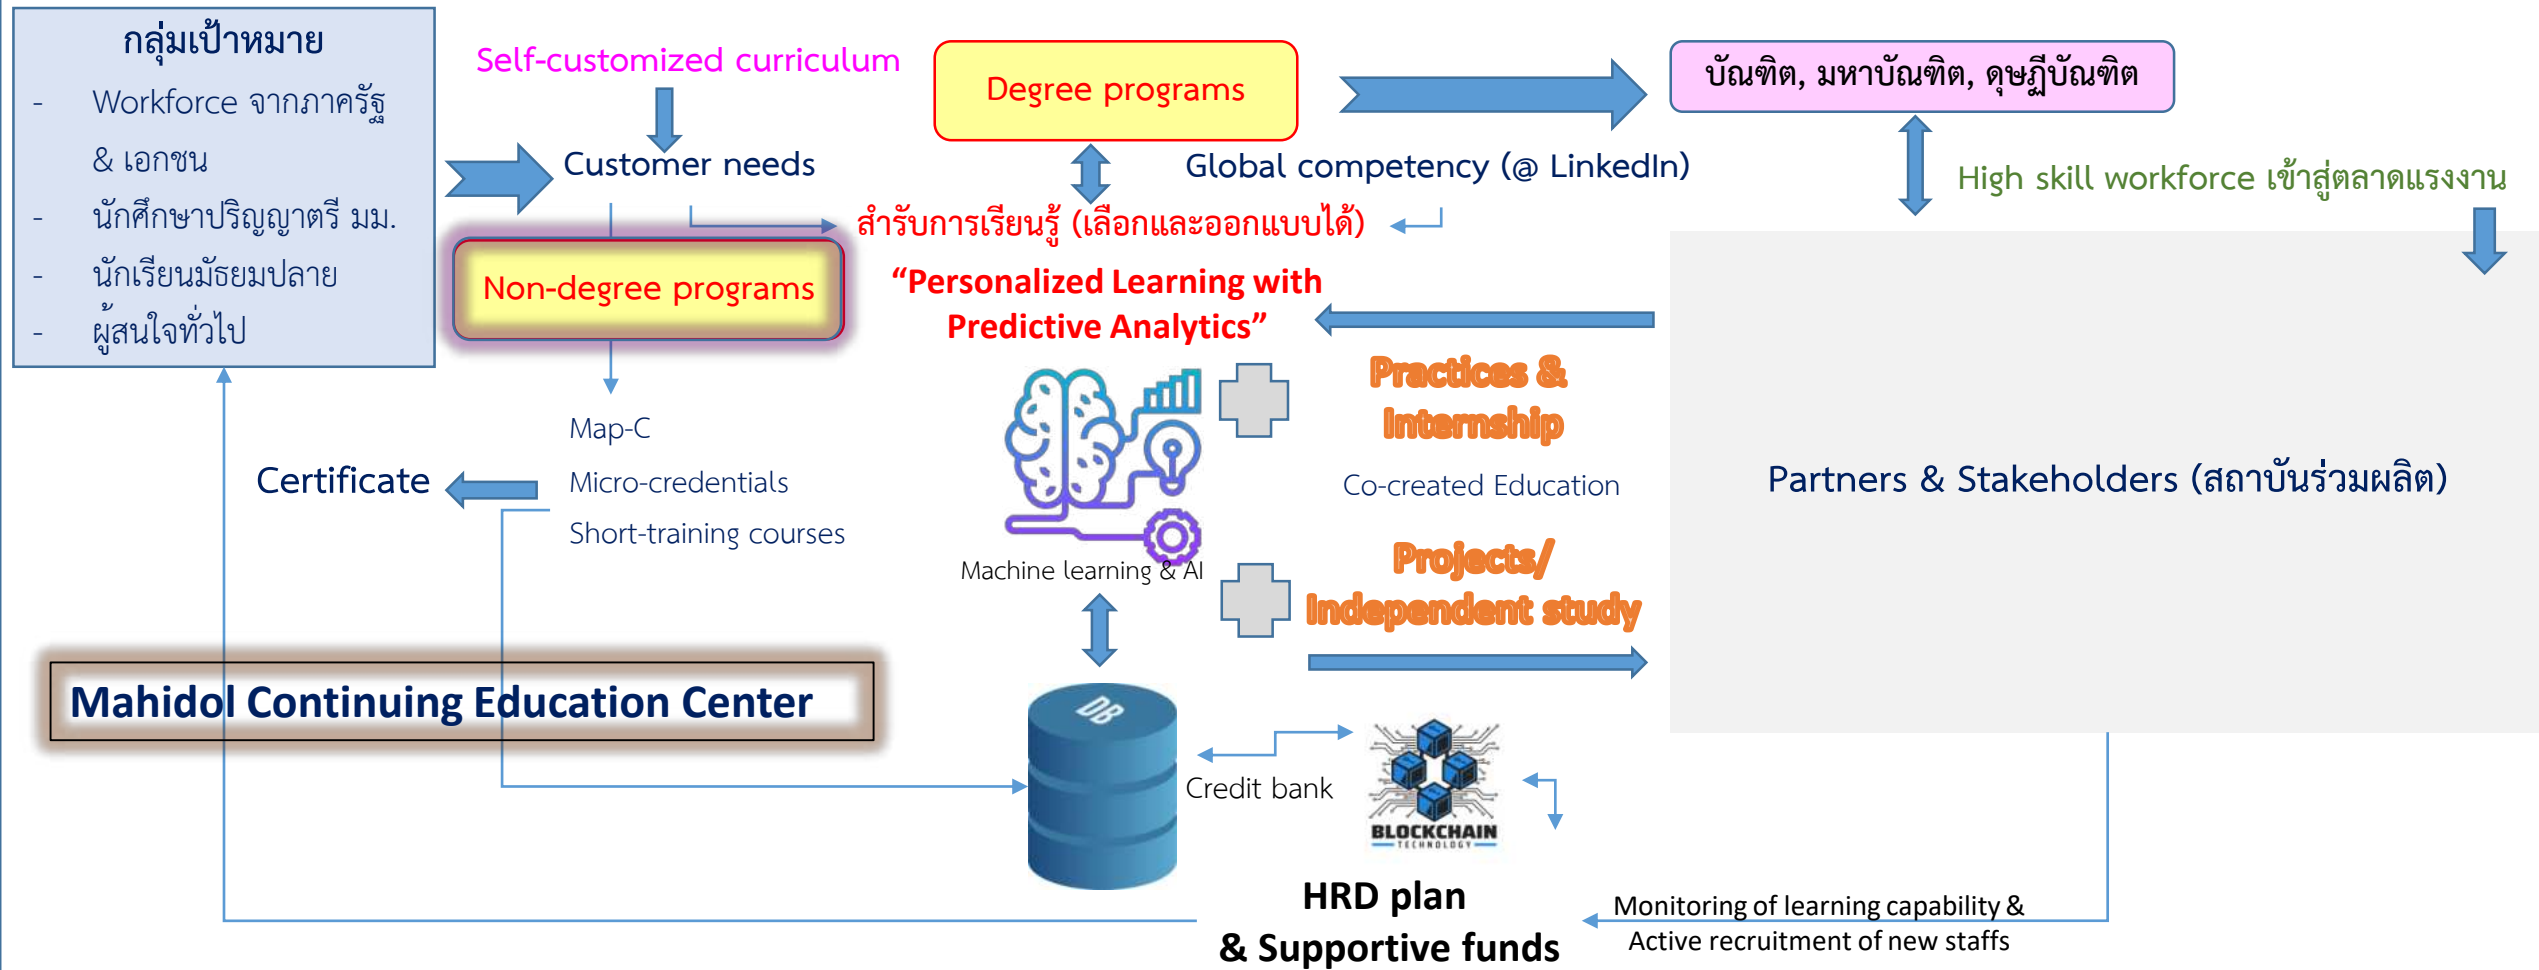 กลุ่มเป้าหมาย
- Workforce จากภาครัฐ
& เอกชน
- นักศึกษาปริญญาตรี มม.
- นักเรียนมัธยมปลาย
- ผู้สนใจทั่วไป
Self-customized curriculum
Customer needs
Non-degree programs
Map-C
Micro-credentials
Short-training courses
Certificate
Mahidol Continuing Education Center
Degree programs
Global competency (@ LinkedIn)
สำรับการเรียนรู้ (เลือกและออกแบบได้)
“Personalized Learning with
Predictive Analytics”
Machine learning & AI
DB
Credit bank
BLOCKCHAIN
TECHNOLOGY
Practices &
Internship
Co-created Education
Projects/
Independent study
บัณฑิต, มหาบัณฑิต, ดุษฎีบัณฑิต
High skill workforce เข้าสู่ตลาดแรงงาน
Partners & Stakeholders (สถาบันร่วมผลิต)
HRD plan
& Supportive funds
Monitoring of learning capability &
Active recruitment of new staffs